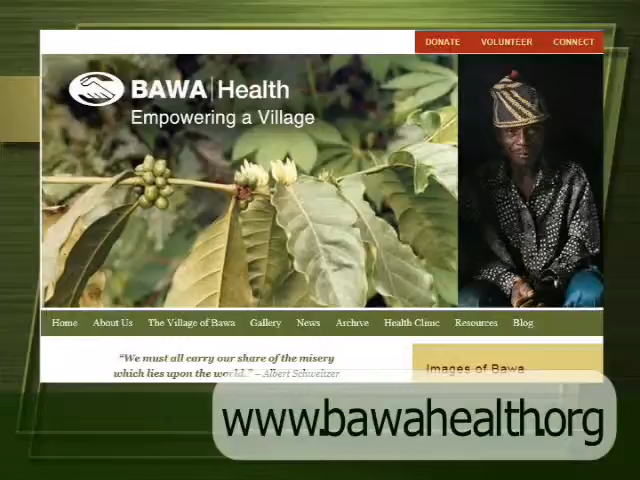 DONATE VOLUNTEER CONNECT
BAWA Health
Empowering a Village
Home About Us The Village of Bawa Gallery News Archive Health Clinic Resources Blog
“We must all carry our share of the misery
which lies upon the world.” – Albert Schweitzer
Images of Bawa
www.bawahealth.org